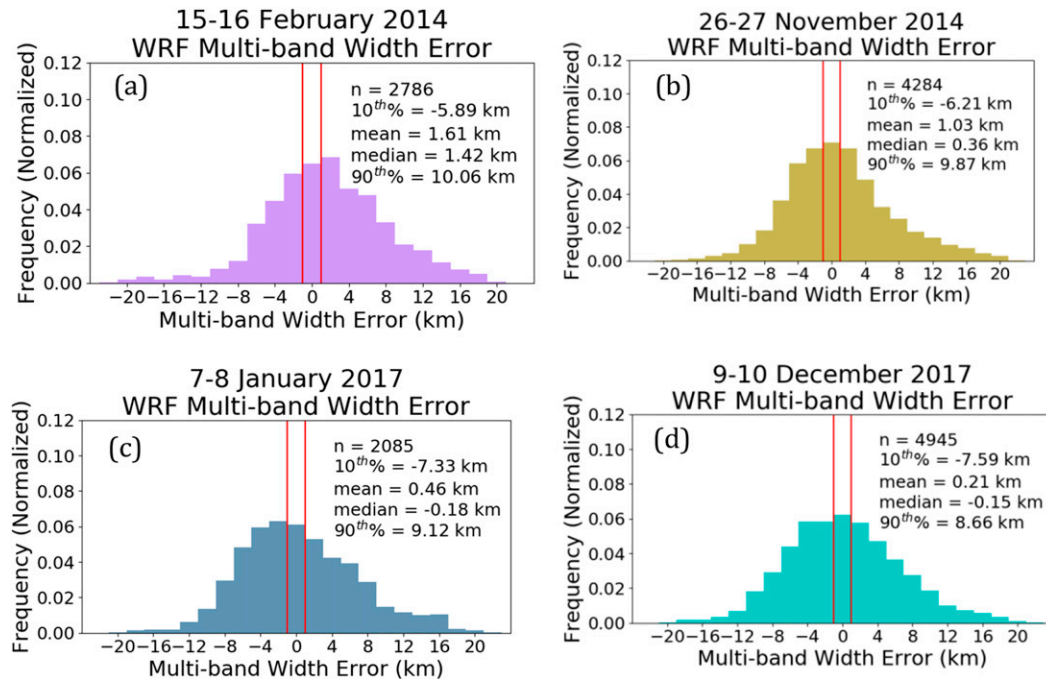 15-16 February 2014
WRF Multi-band Width Error
(a)
n = 2786
10th% = -5.89 km
mean = 1.61 km
median = 1.42 km
90th% = 10.06 km
Frequency (Normalized)
0.12
0.10
0.08
0.06
0.04
0.02
0.00
−20−16−12 −8 −4 0 4 8 12 16 20
Multi-band Width Error (km)
26-27 November 2014
WRF Multi-band Width Error
(b)
n = 4284
10th% = -6.21 km
mean = 1.03 km
median = 0.36 km
90th% = 9.87 km
Frequency (Normalized)
0.12
0.10
0.08
0.06
0.04
0.02
0.00
−20−16−12 −8 −4 0 4 8 12 16 20
Multi-band Width Error (km)
7-8 January 2017
WRF Multi-band Width Error
(c)
n = 2085
10th% = -7.33 km
mean = 0.46 km
median = -0.18 km
90th% = 9.12 km
Frequency (Normalized)
0.12
0.10
0.08
0.06
0.04
0.02
0.00
−20−16−12 −8 −4 0 4 8 12 16 20
Multi-band Width Error (km)
9-10 December 2017
WRF Multi-band Width Error
(d)
n = 4945
10th% = -7.59 km
mean = 0.21 km
median = -0.15 km
90th% = 8.66 km
Frequency (Normalized)
0.12
0.10
0.08
0.06
0.04
0.02
0.00
−20−16−12 −8 −4 0 4 8 12 16 20
Multi-band Width Error (km)